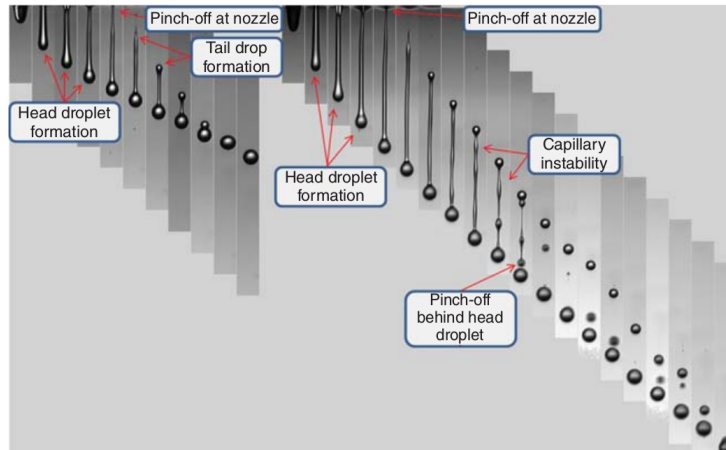 Pinch-off at nozzle
Tail drop
formation
Head droplet
formation
Pinch-off at nozzle
Head droplet
formation
Capillary
instability
Pinch-off
behind head
droplet